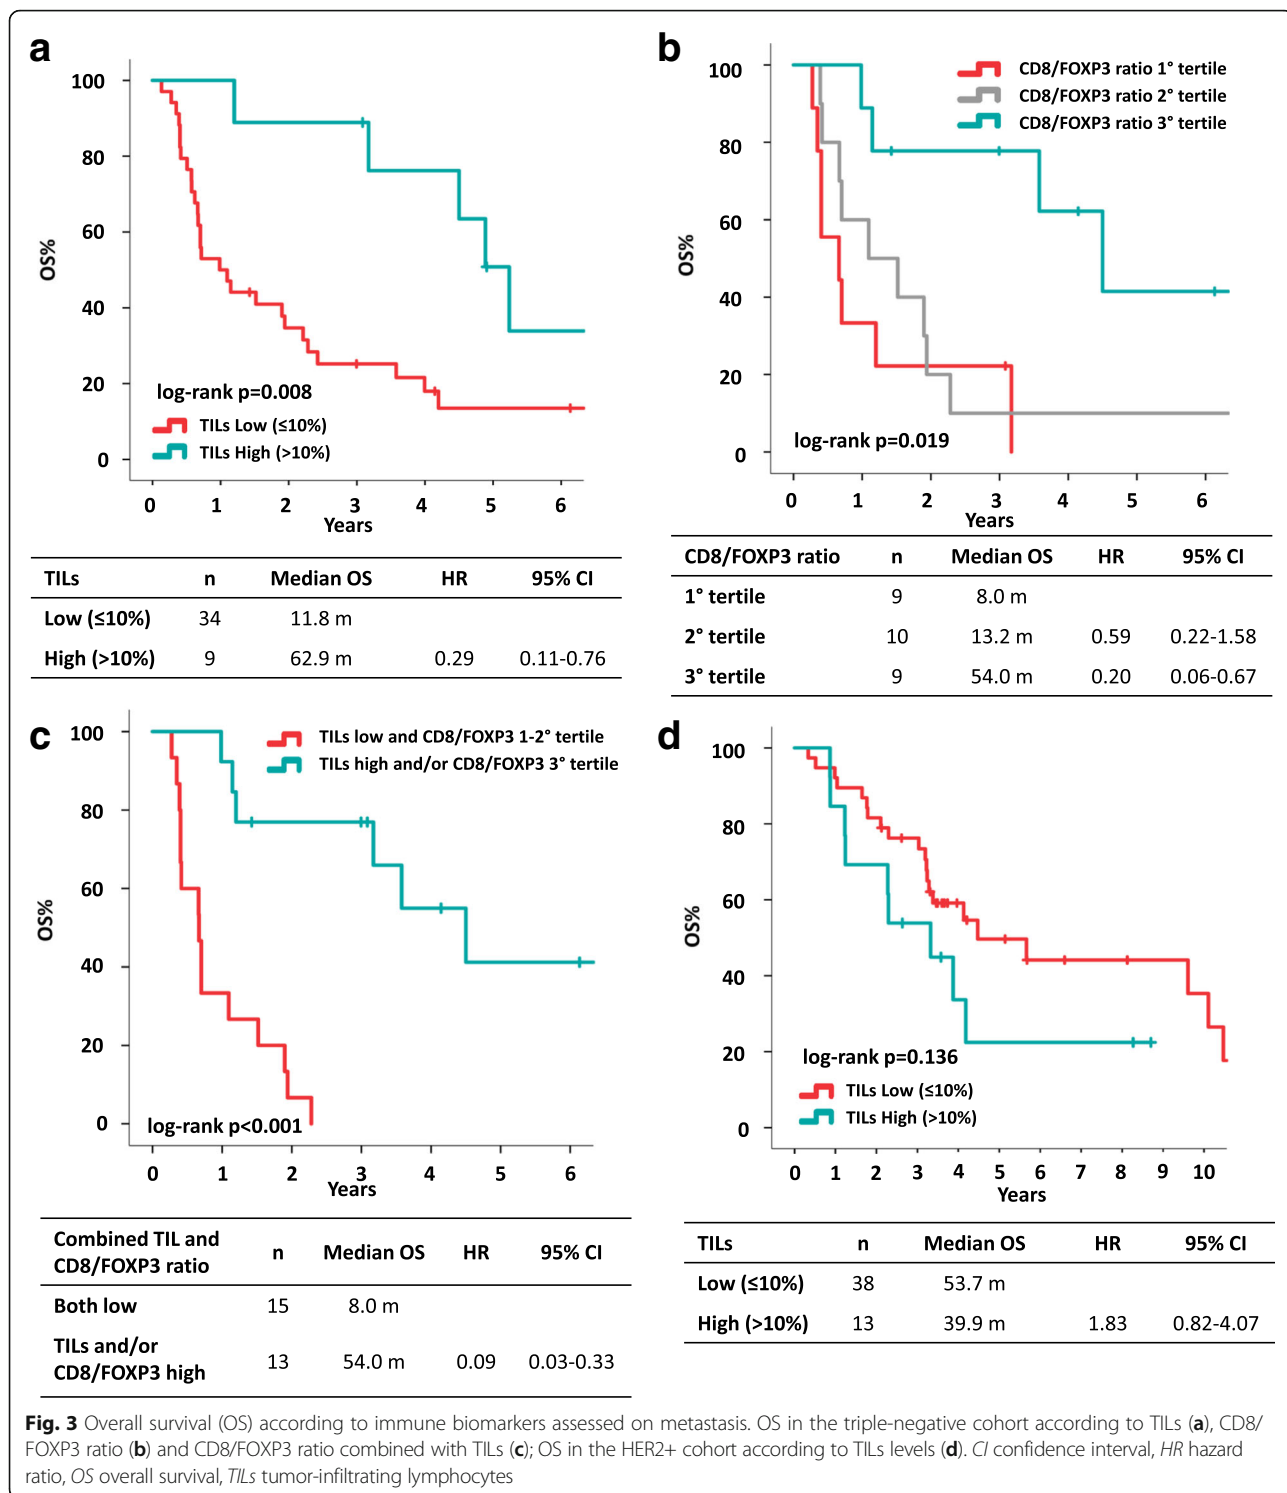 a
100
80
60
40
20
0
OS%
log-rank p=0.008
TILs Low (≤10%)
TILs High (>10%)
0 1 2 3 4 5 6
Years
TILs n Median OS HR 95% CI
Low (≤10%) 34 11.8 m
High (>10%) 9 62.9 m 0.29 0.11-0.76
b
100
80
60
40
20
0
OS%
CD8/FOXP3 ratio 1° tertile
CD8/FOXP3 ratio 2° tertile
CD8/FOXP3 ratio 3° tertile
log-rank p=0.019
0 1 2 3 4 5 6
Years
CD8/FOXP3 ratio n Median OS HR 95% CI
1° tertile 9 8.0 m
2° tertile 10 13.2 m 0.59 0.22-1.58
3° tertile 9 54.0 m 0.20 0.06-0.67
c
100
80
60
40
20
0
OS%
TILs low and CD8/FOXP3 1-2° tertile
TILs high and/or CD8/FOXP3 3° tertile
log-rank p<0.001
0 1 2 3 4 5 6
Years
Combined TIL and
CD8/FOXP3 ratio n Median OS HR 95% CI
Both low 15 8.0 m
TILs and/or
CD8/FOXP3 high 13 54.0 m 0.09 0.03-0.33
d
100
80
60
40
20
0
OS%
log-rank p=0.136
TILs Low (≤10%)
TILs High (>10%)
0 1 2 3 4 5 6 7 8 9 10
Years
TILs n Median OS HR 95% CI
Low (≤10%) 38 53.7 m
High (>10%) 13 39.9 m 1.83 0.82-4.07
Fig. 3 Overall survival (OS) according to immune biomarkers assessed on metastasis. OS in the triple-negative cohort according to TILs (a), CD8/
FOXP3 ratio (b) and CD8/FOXP3 ratio combined with TILs (c); OS in the HER2+ cohort according to TILs levels (d). CI confidence interval, HR hazard
ratio, OS overall survival, TILs tumor-infiltrating lymphocytes